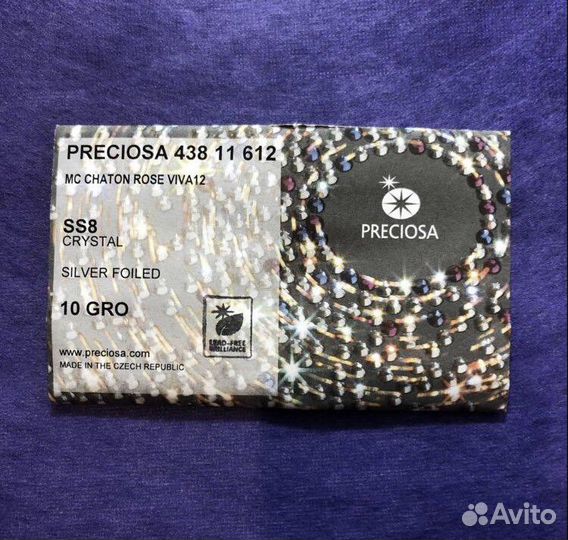 PRECIOSA 438 11 612
MC CHATON ROSE VIVA12
SS8
CRYSTAL
SILVER FOILED
10 GRO
LEAD-FREE
BRILLIANCE
www.preciosa.com
MADE IN THE CZECH REPUBLIC
PRECIOSA
Avito